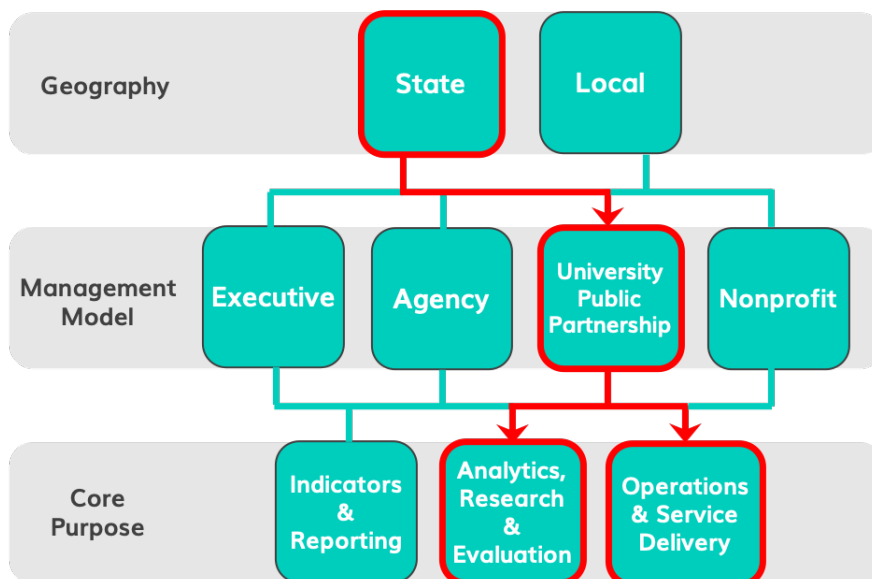 Geography
State
Local
Management
Model
Executive
Agency
University
Public
Partnership
Nonprofit
Core
Purpose
Indicators
&
Reporting
Analytics,
Research
&
Evaluation
Operations
& Service
Delivery